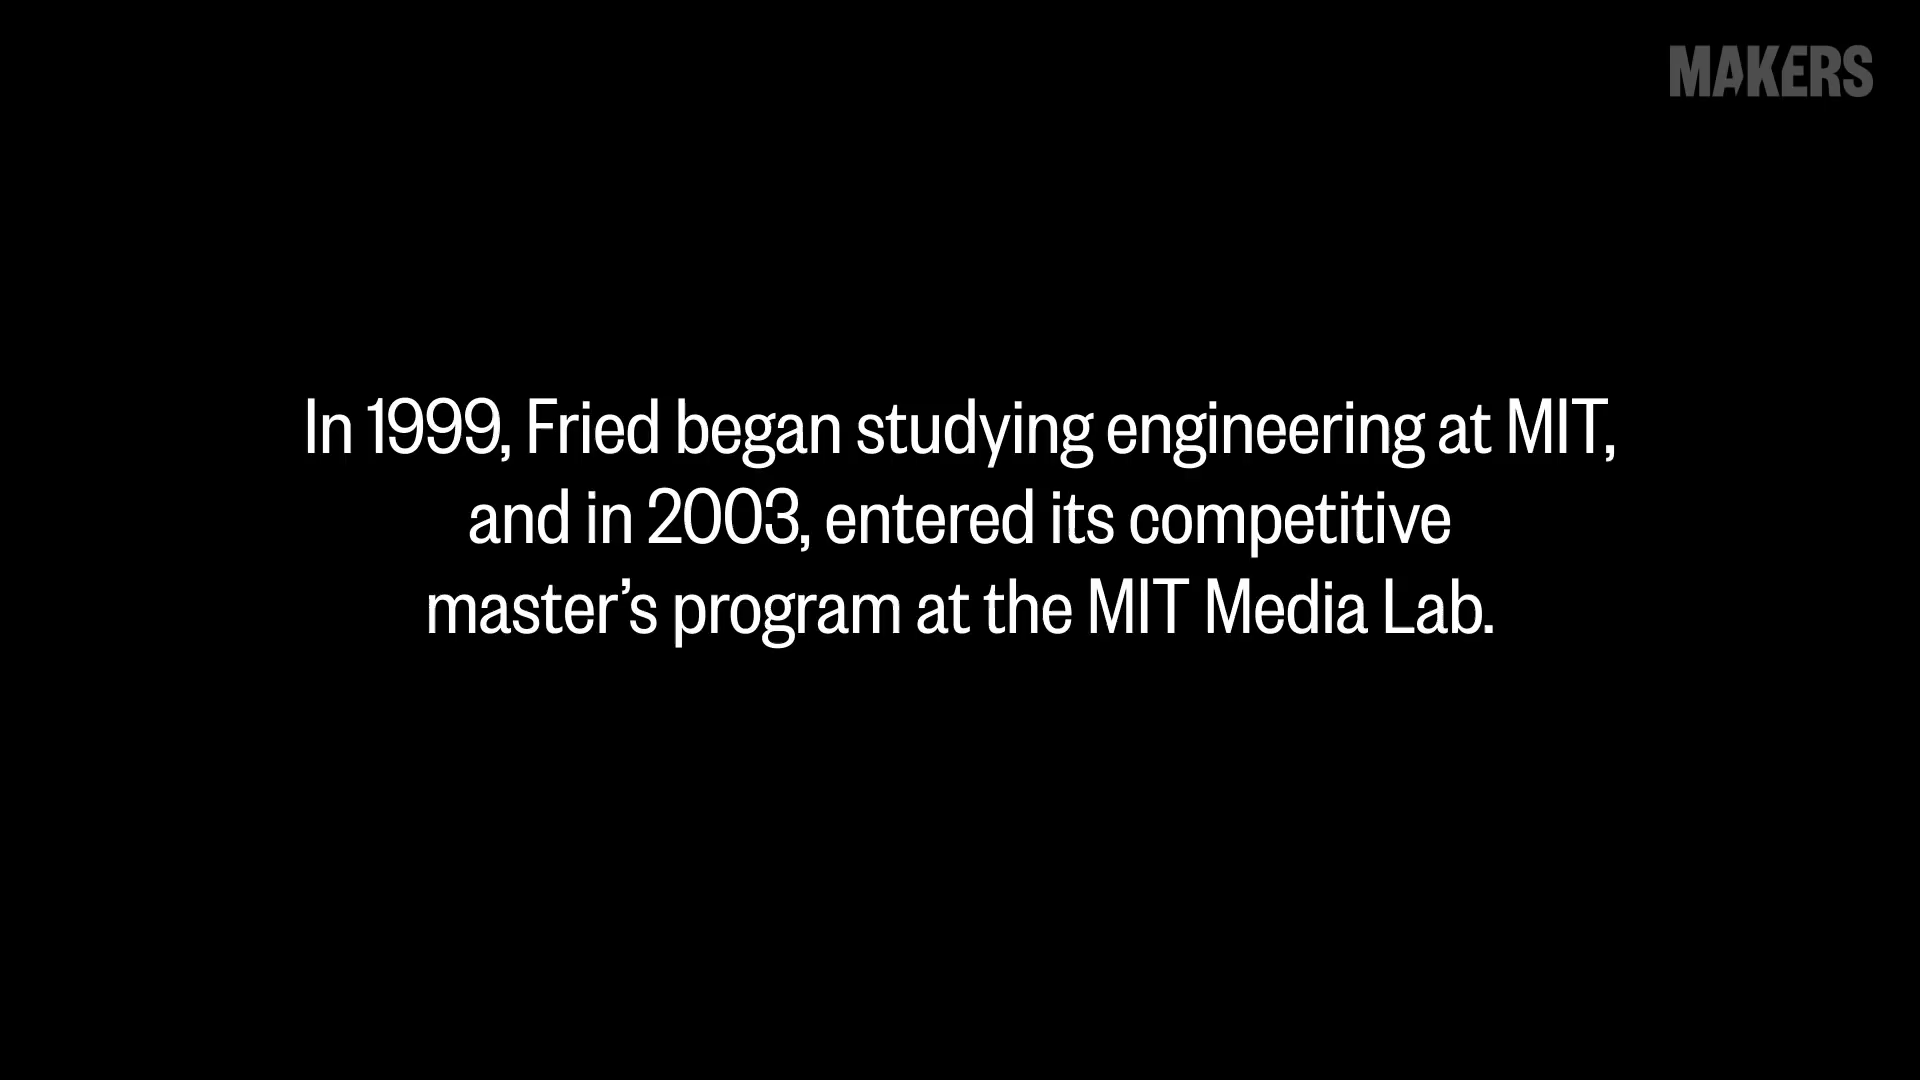 MAKERS
In 1999, Fried began studying engineering at MIT,
and in 2003, entered its competitive
master’s program at the MIT Media Lab.